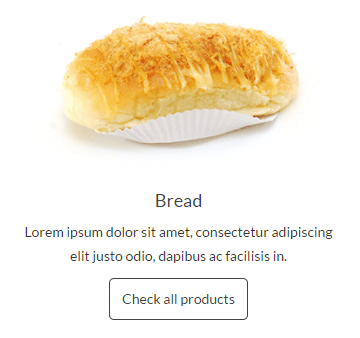 Bread
Lorem ipsum dolor sit amet, consectetur adipiscing
elit justo odio, dapibus ac facilisis in.
Check all products